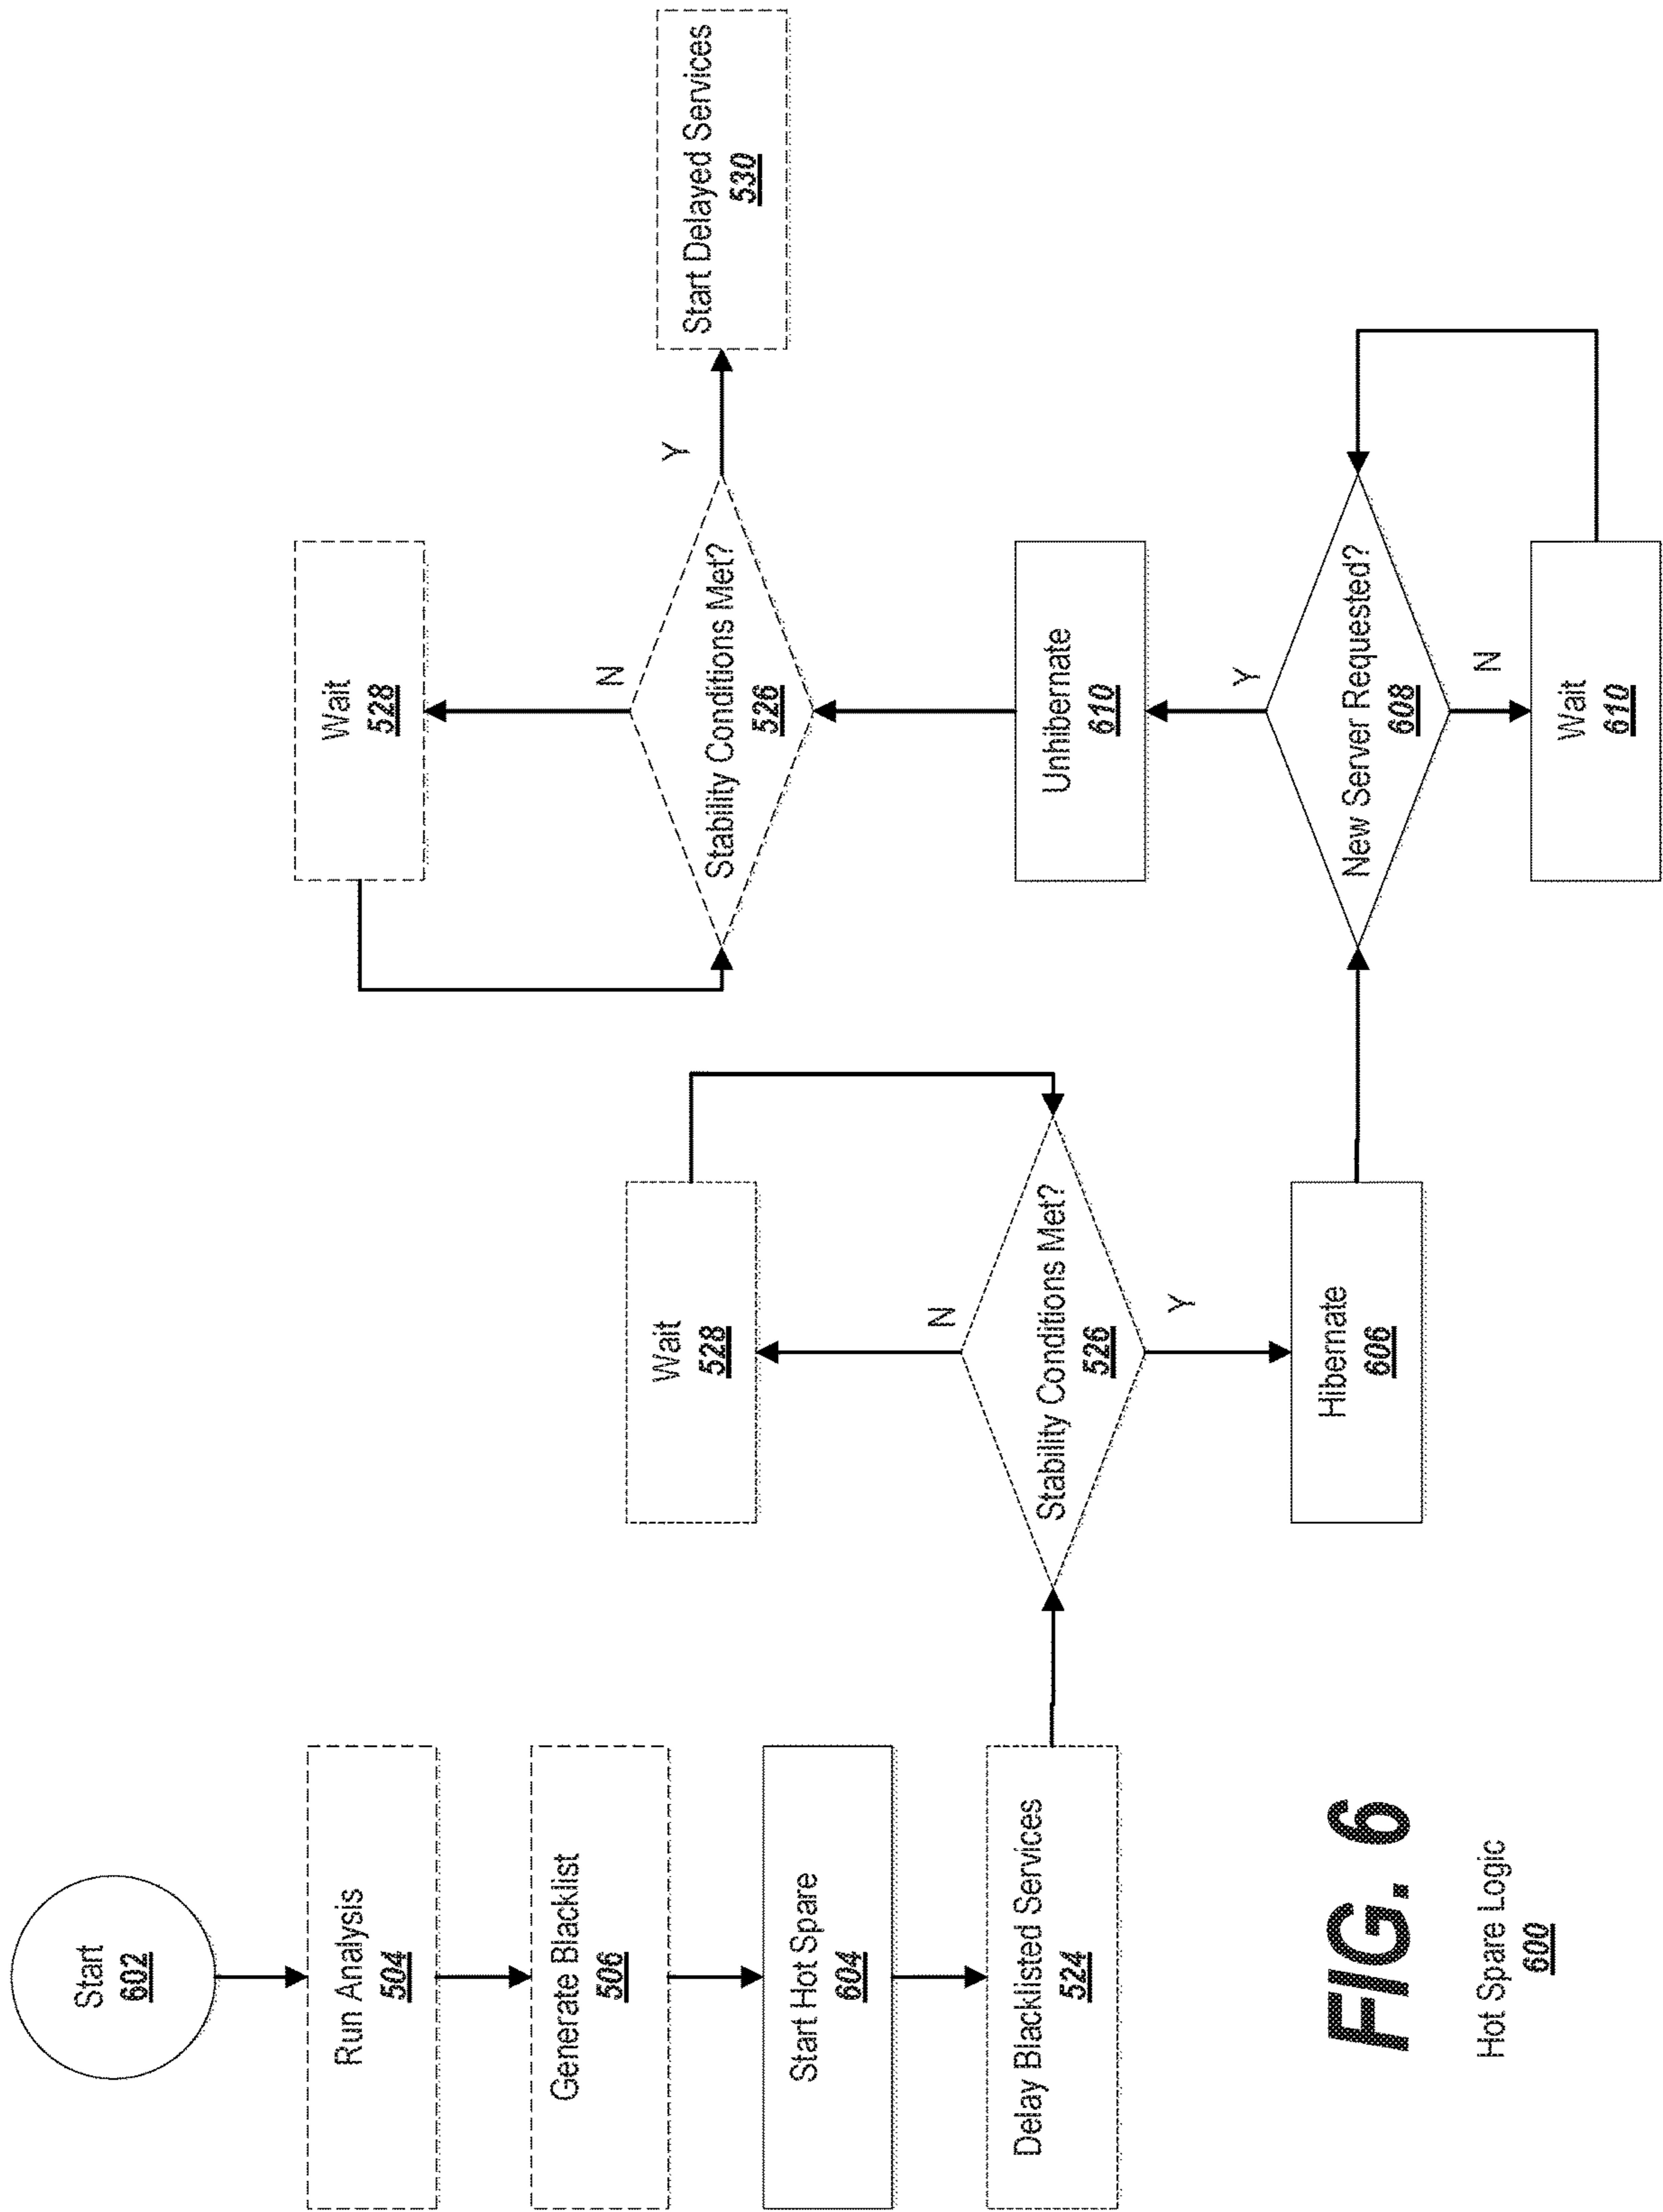 Start
602
Run Analysis
504
Generate Blacklist
506
Start Hot Spare
604
Delay Blacklisted Services
524
Stability Conditions Met?
526
N
Wait
528
Y
Hibernate
606
New Server Requested?
608
N
Wait
610
Y
Unhibernate
610
Stability Conditions Met?
526
N
Wait
528
Y
Start Delayed Services
530
FIG. 6
Hot Spare Logic
600